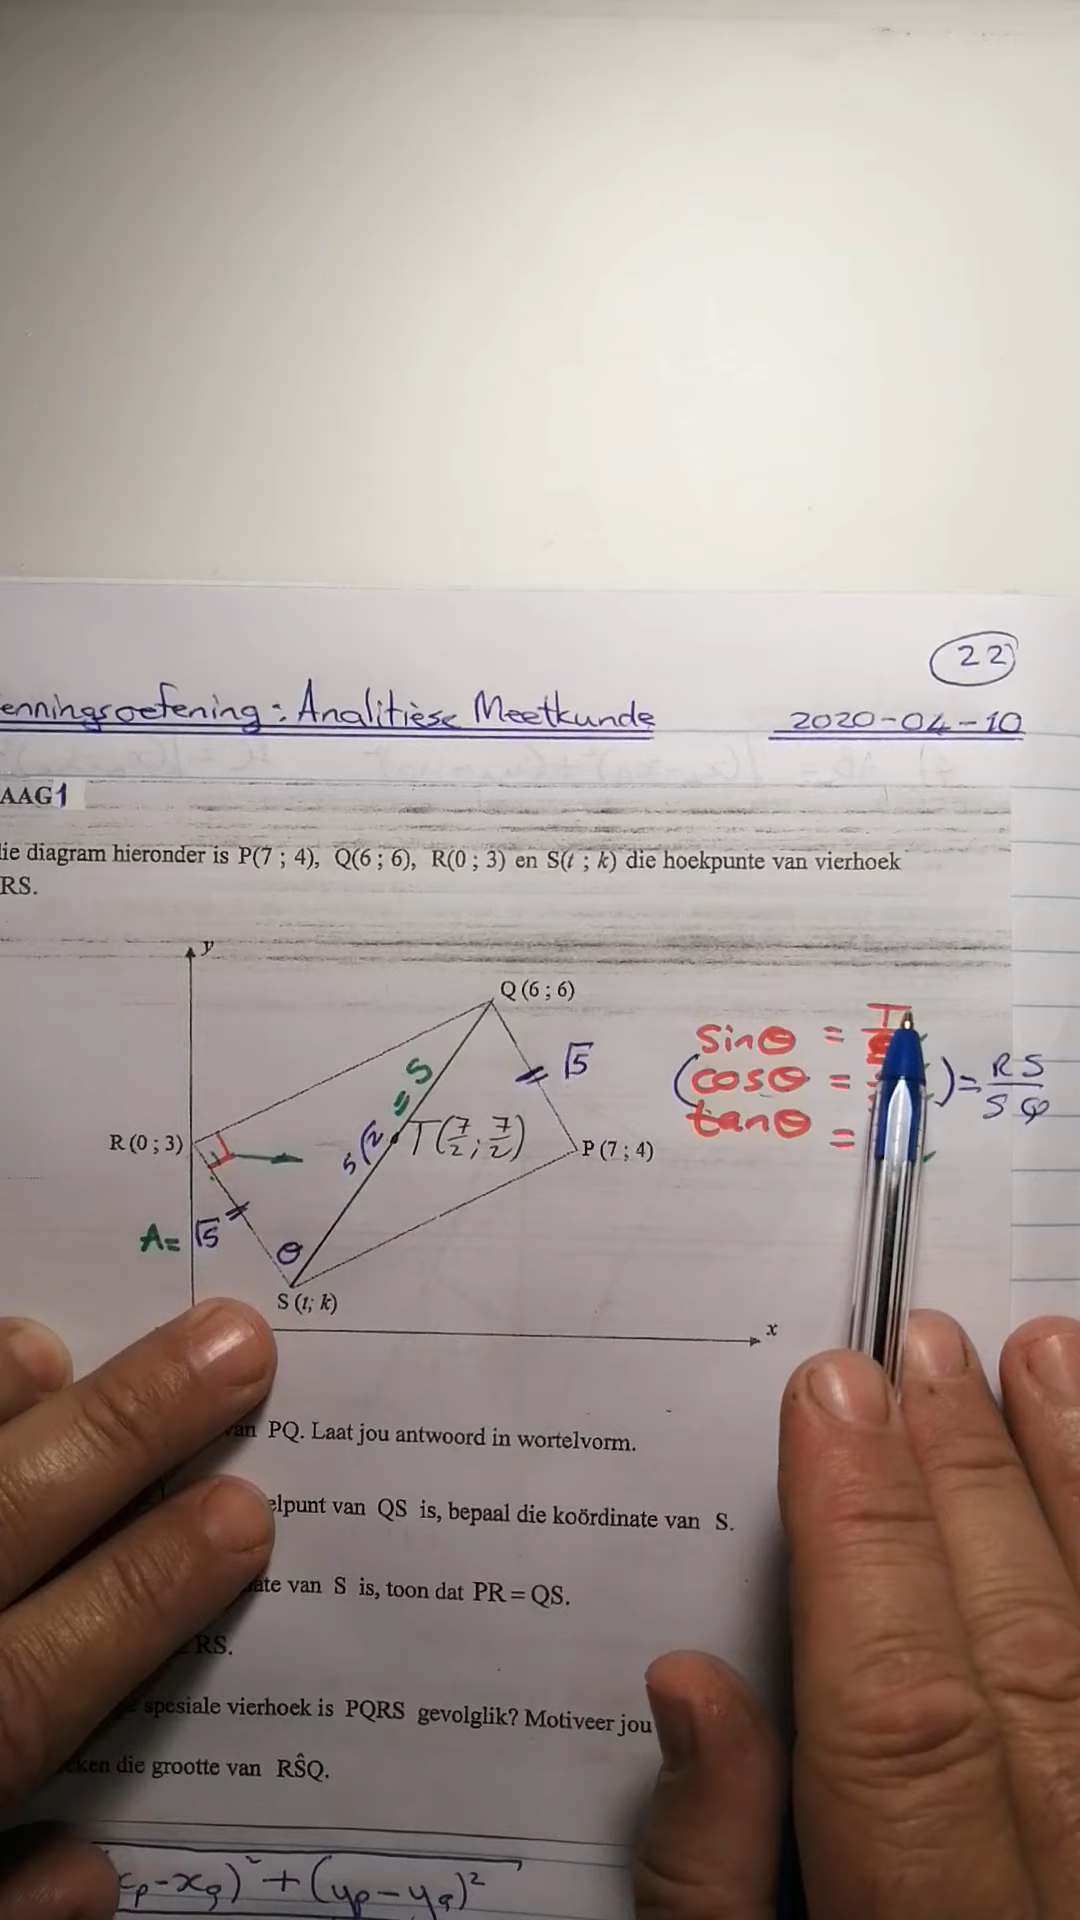 22
enningsoefening: Analitiese Meetkunde 2020-04-10
AAG1
die diagram hieronder is P(7 ; 4), Q(6 ; 6), R(0 ; 3) en S(t ; k) die hoekpunte van vierhoek
RS.
y
Q (6 ; 6)
sinθ =
√5
(cosθ = ) = RS/SQ
S
=
tanθ =
R (0 ; 3)
5√2
T(7/2 ; 7/2)
P (7 ; 4)
A= √5
θ
S (t; k)
x
van PQ. Laat jou antwoord in wortelvorm.
elpunt van QS is, bepaal die koördinate van S.
van S is, toon dat PR = QS.
RS.
spesiale vierhoek is PQRS gevolglik? Motiveer jou
die grootte van RŜQ.
xp-xq)² + (yp-yq)²